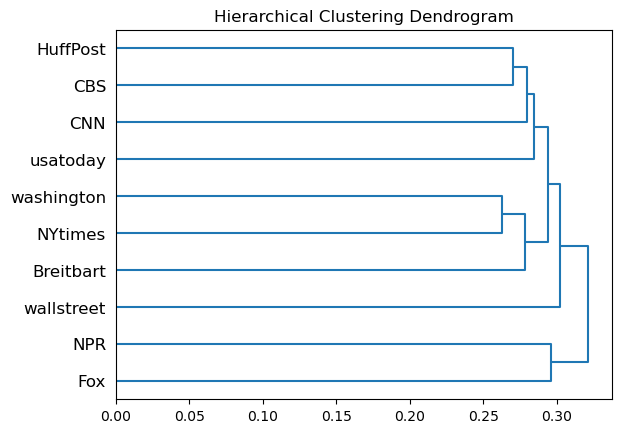 Hierarchical Clustering Dendrogram
HuffPost
CBS
CNN
usatoday
washington
NYtimes
Breitbart
wallstreet
NPR
Fox
0.00 0.05 0.10 0.15 0.20 0.25 0.30